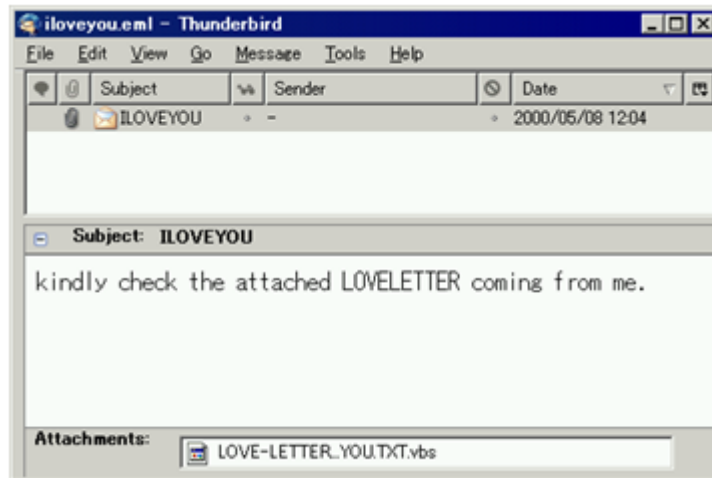 iloveyou.eml - Thunderbird
File Edit View Go Message Tools Help
Subject Sender Date
ILOVEYOU - 2000/05/08 12:04
Subject: ILOVEYOU
kindly check the attached LOVELETTER coming from me.
Attachments: LOVE-LETTER..YOU.TXT.vbs